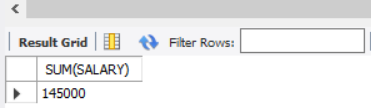 Result Grid Filter Rows:
SUM(SALARY)
145000